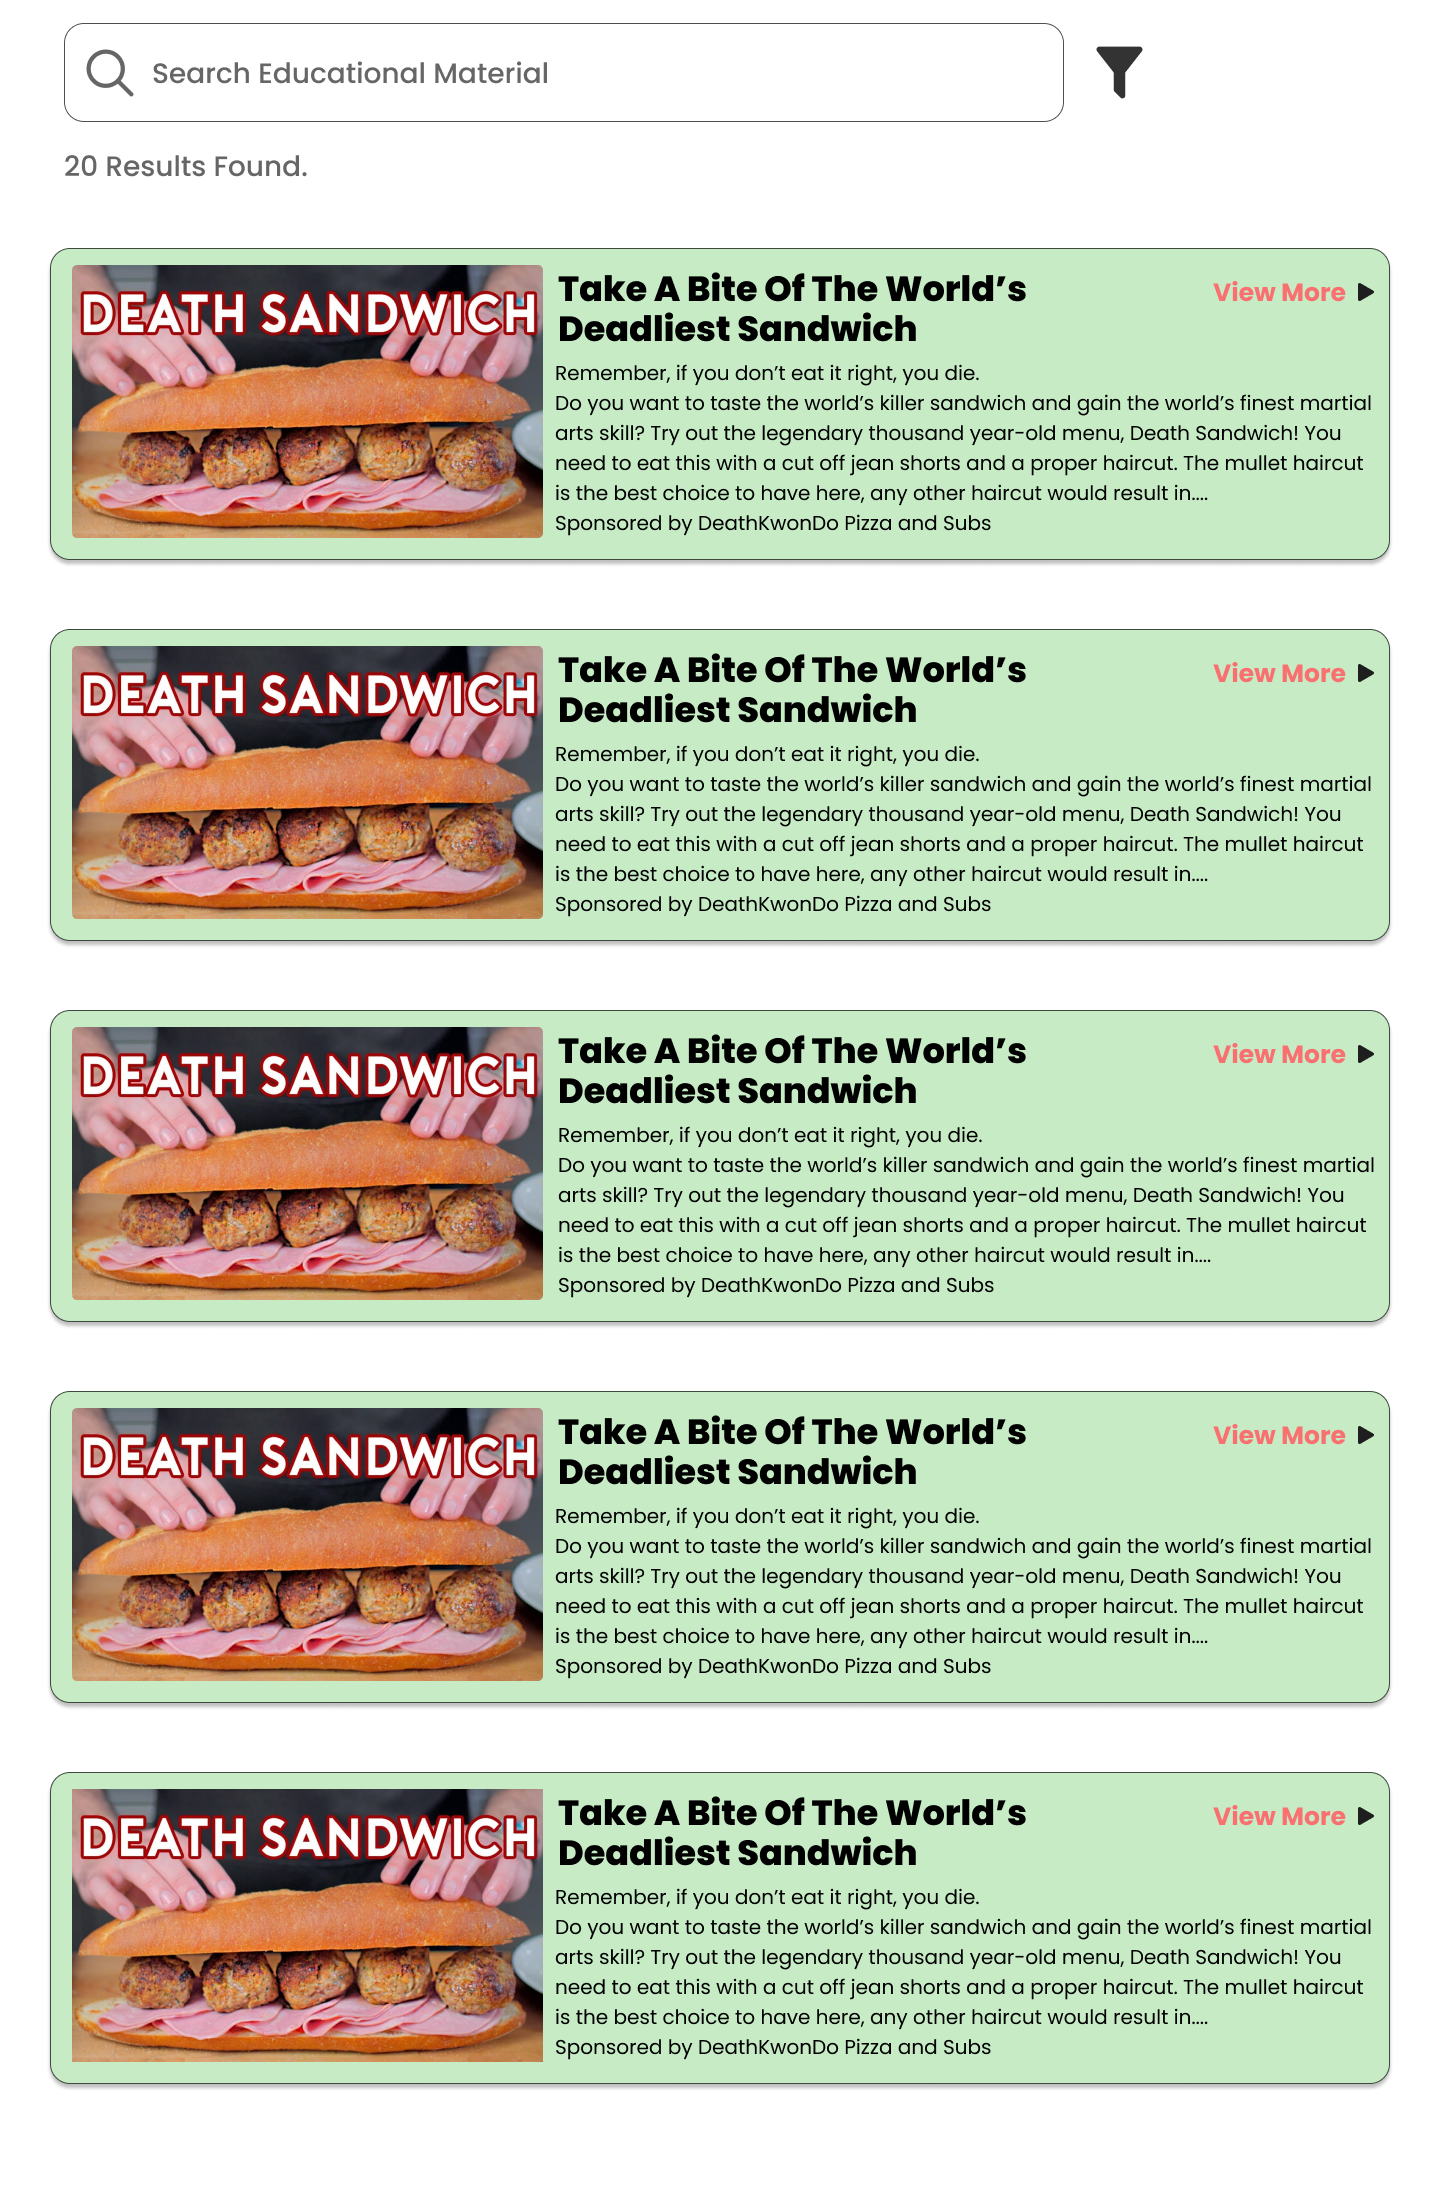 Search Educational Material
20 Results Found.
DEATH SANDWICH
Take A Bite Of The World’s
Deadliest Sandwich
View More
Remember, if you don’t eat it right, you die.
Do you want to taste the world’s killer sandwich and gain the world’s finest martial
arts skill? Try out the legendary thousand year-old menu, Death Sandwich! You
need to eat this with a cut off jean shorts and a proper haircut. The mullet haircut
is the best choice to have here, any other haircut would result in....
Sponsored by DeathKwonDo Pizza and Subs
DEATH SANDWICH
Take A Bite Of The World’s
Deadliest Sandwich
View More
Remember, if you don’t eat it right, you die.
Do you want to taste the world’s killer sandwich and gain the world’s finest martial
arts skill? Try out the legendary thousand year-old menu, Death Sandwich! You
need to eat this with a cut off jean shorts and a proper haircut. The mullet haircut
is the best choice to have here, any other haircut would result in....
Sponsored by DeathKwonDo Pizza and Subs
DEATH SANDWICH
Take A Bite Of The World’s
Deadliest Sandwich
View More
Remember, if you don’t eat it right, you die.
Do you want to taste the world’s killer sandwich and gain the world’s finest martial
arts skill? Try out the legendary thousand year-old menu, Death Sandwich! You
need to eat this with a cut off jean shorts and a proper haircut. The mullet haircut
is the best choice to have here, any other haircut would result in....
Sponsored by DeathKwonDo Pizza and Subs
DEATH SANDWICH
Take A Bite Of The World’s
Deadliest Sandwich
View More
Remember, if you don’t eat it right, you die.
Do you want to taste the world’s killer sandwich and gain the world’s finest martial
arts skill? Try out the legendary thousand year-old menu, Death Sandwich! You
need to eat this with a cut off jean shorts and a proper haircut. The mullet haircut
is the best choice to have here, any other haircut would result in....
Sponsored by DeathKwonDo Pizza and Subs
DEATH SANDWICH
Take A Bite Of The World’s
Deadliest Sandwich
View More
Remember, if you don’t eat it right, you die.
Do you want to taste the world’s killer sandwich and gain the world’s finest martial
arts skill? Try out the legendary thousand year-old menu, Death Sandwich! You
need to eat this with a cut off jean shorts and a proper haircut. The mullet haircut
is the best choice to have here, any other haircut would result in....
Sponsored by DeathKwonDo Pizza and Subs